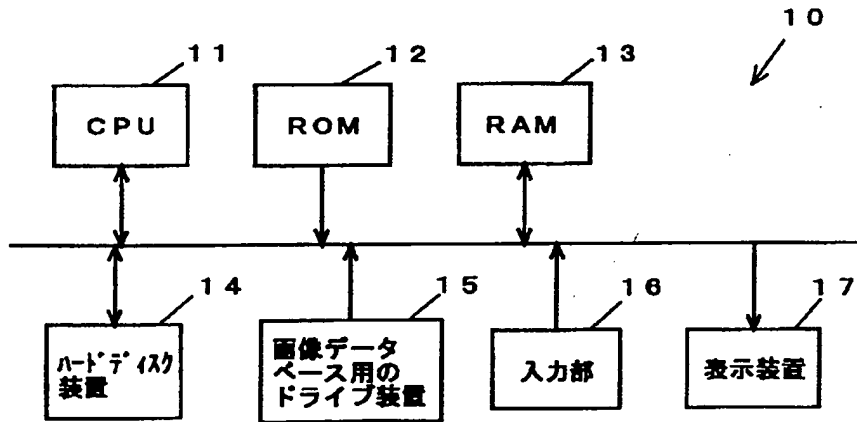 10
11
12
13
CPU
ROM
RAM
14
15
16
17
ハードディスク
装置
画像データ
ベース用の
ドライブ装置
入力部
表示装置